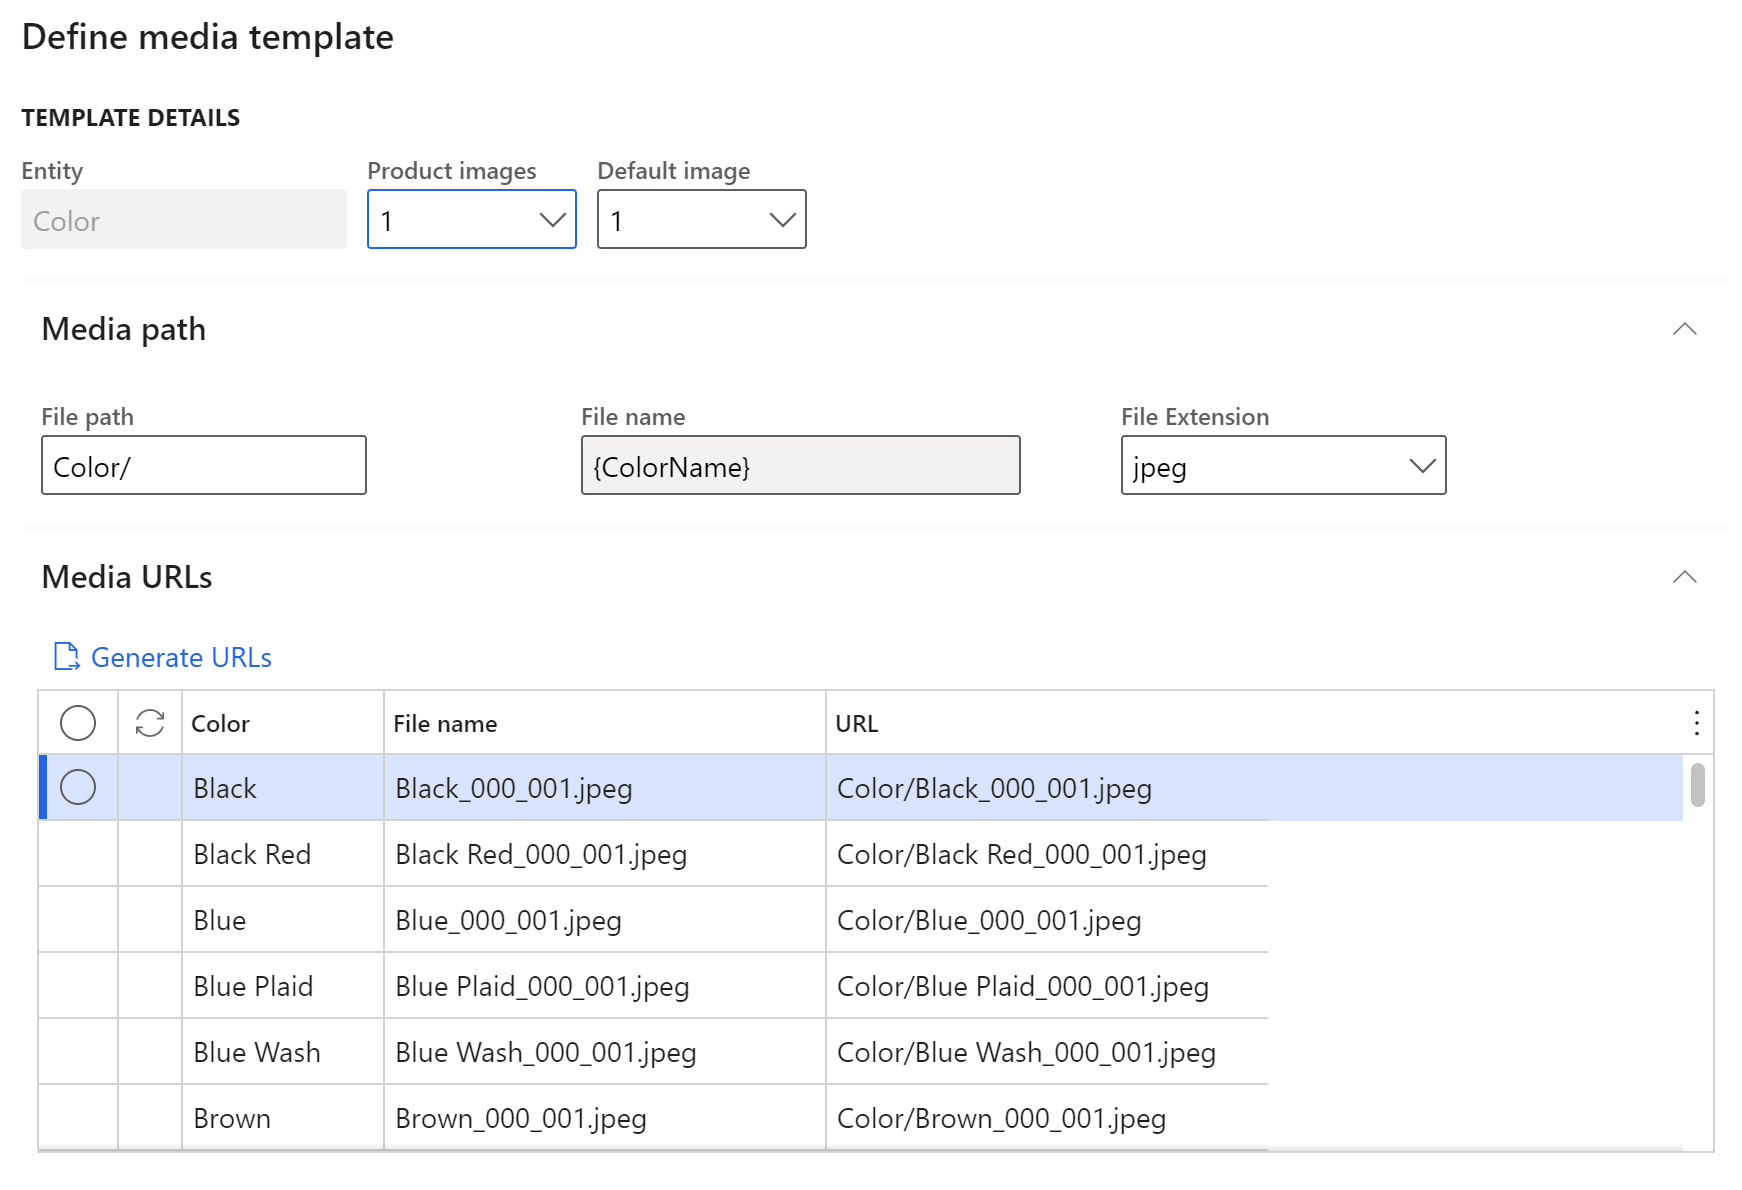 Define media template
TEMPLATE DETAILS
Entity Product images Default image
Color 1 1
Media path
File path File name File Extension
Color/ {ColorName} jpeg
Media URLs
Generate URLs
Color File name URL
Black Black_000_001.jpeg Color/Black_000_001.jpeg
Black Red Black Red_000_001.jpeg Color/Black Red_000_001.jpeg
Blue Blue_000_001.jpeg Color/Blue_000_001.jpeg
Blue Plaid Blue Plaid_000_001.jpeg Color/Blue Plaid_000_001.jpeg
Blue Wash Blue Wash_000_001.jpeg Color/Blue Wash_000_001.jpeg
Brown Brown_000_001.jpeg Color/Brown_000_001.jpeg